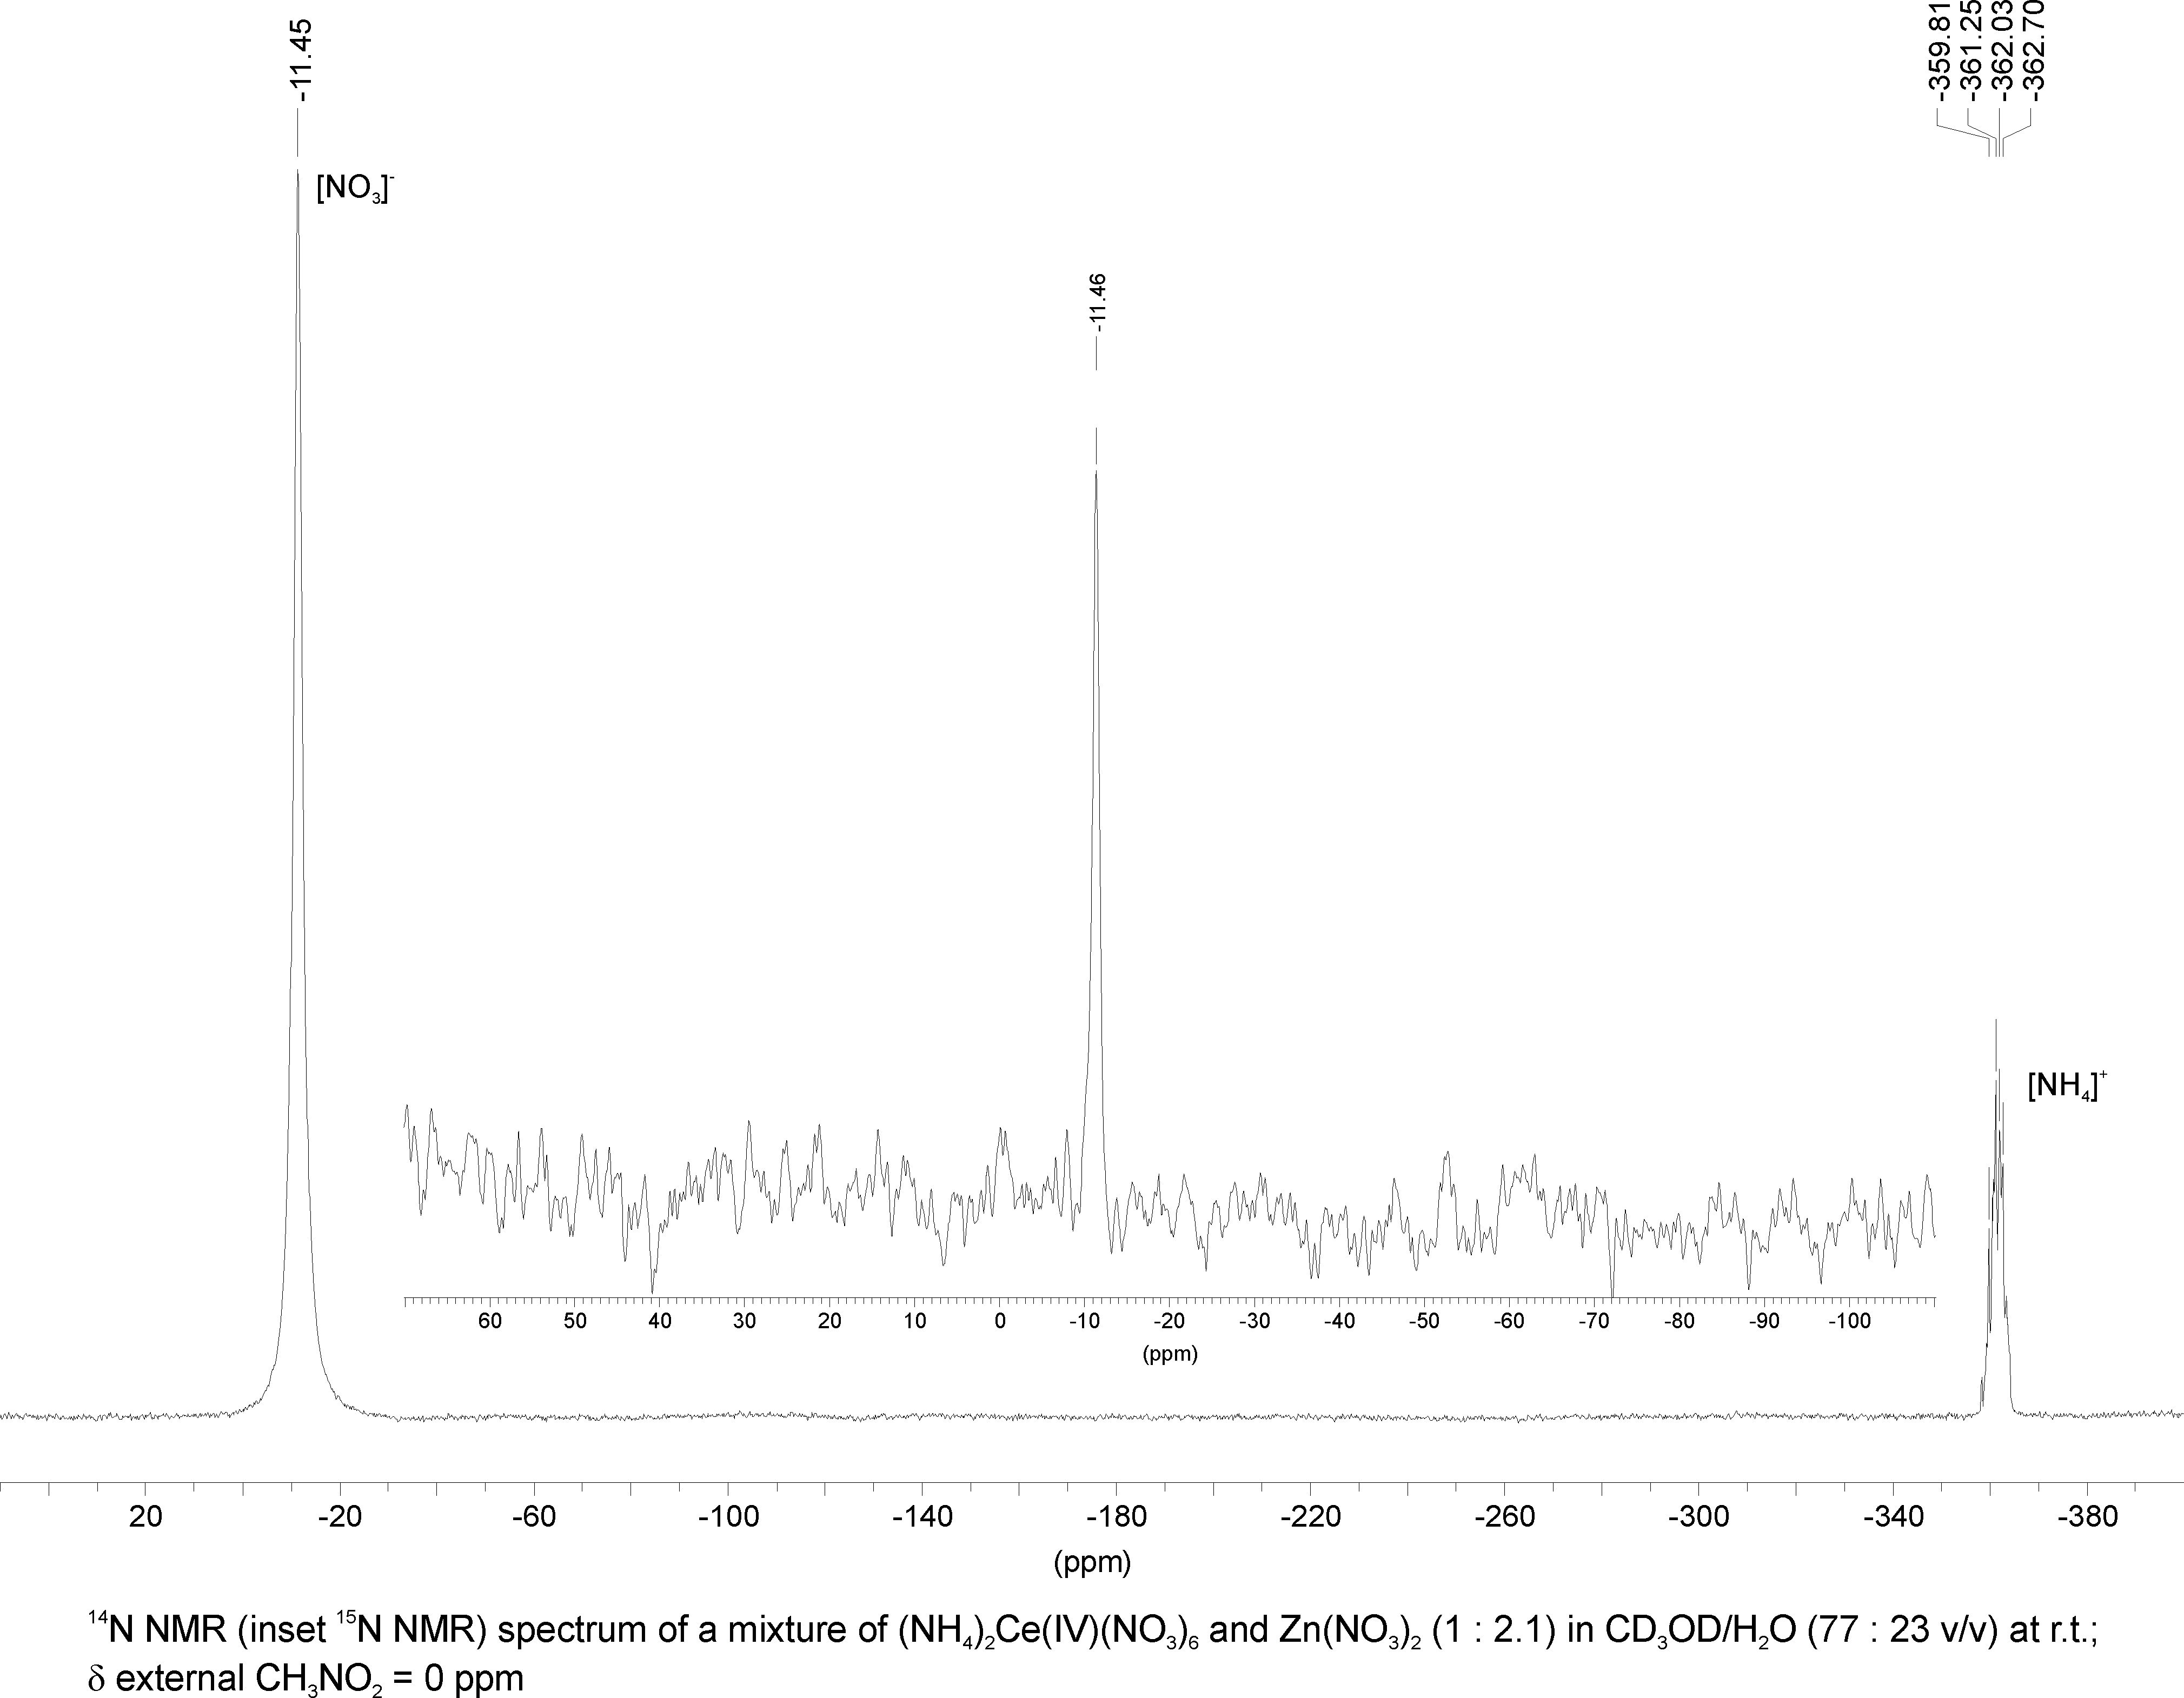 -11.45
-359.81
-361.25
-362.03
-362.70
[NO₃]⁻
-11.46
[NH₄]⁺
60 50 40 30 20 10 0 -10 -20 -30 -40 -50 -60 -70 -80 -90 -100
(ppm)
20 -20 -60 -100 -140 -180 -220 -260 -300 -340 -380
(ppm)
¹⁴N NMR (inset ¹⁵N NMR) spectrum of a mixture of (NH₄)₂Ce(IV)(NO₃)₆ and Zn(NO₃)₂ (1 : 2.1) in CD₃OD/H₂O (77 : 23 v/v) at r.t.;
δ external CH₃NO₂ = 0 ppm